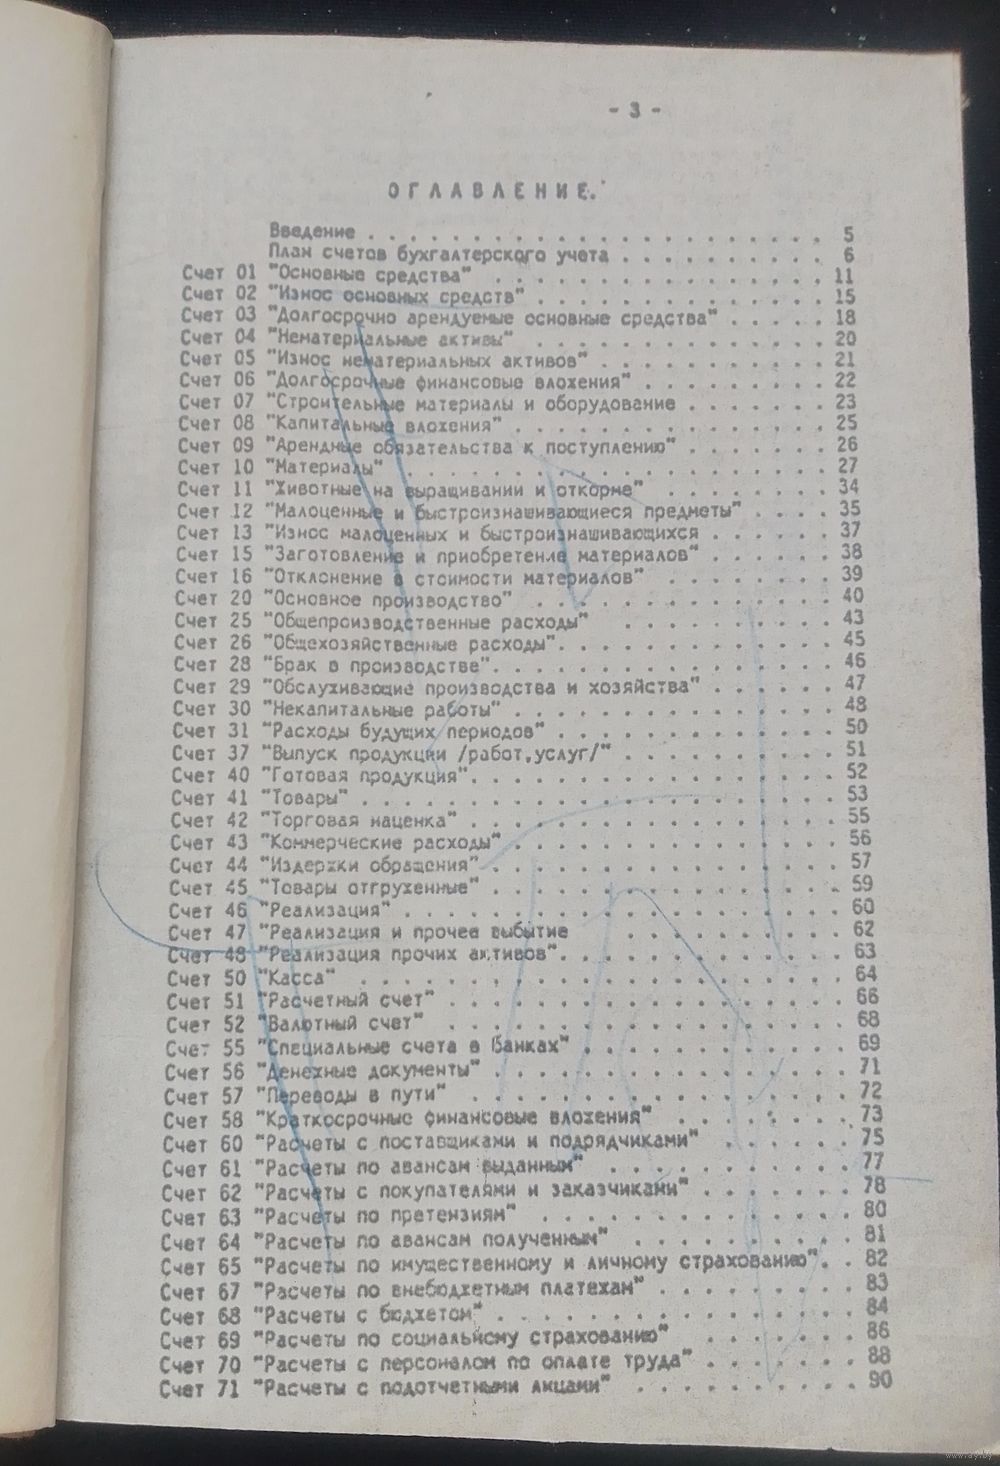 - 3 -
ОГЛАВЛЕНИЕ.
Введение . . . . . . . . . . . . . . . . . . . . . . 5
План счетов бухгалтерского учета . . . . . . . . . . 6
Счет 01 "Основные средства" . . . . . . . . . . . . . . . 11
Счет 02 "Износ основных средств" . . . . . . . . . . . . . 15
Счет 03 "Долгосрочно арендуемые основные средства" . . . . . 18
Счет 04 "Нематериальные активы" . . . . . . . . . . . . . 20
Счет 05 "Износ нематериальных активов" . . . . . . . . . . 21
Счет 06 "Долгосрочные финансовые вложения" . . . . . . . . 22
Счет 07 "Строительные материалы и оборудование . . . . . . . 23
Счет 08 "Капитальные вложения" . . . . . . . . . . . . . . 25
Счет 09 "Арендные обязательства к поступлению" . . . . . . 26
Счет 10 "Материалы" . . . . . . . . . . . . . . . . . . 27
Счет 11 "Животные на выращивании и откорме" . . . . . . . 34
Счет 12 "Малоценные и быстроизнашивающиеся предметы" . . . . 35
Счет 13 "Износ малоценных и быстроизнашивающихся . . . . . . 37
Счет 15 "Заготовление и приобретение материалов" . . . . . . 38
Счет 16 "Отклонение в стоимости материалов" . . . . . . . 39
Счет 20 "Основное производство" . . . . . . . . . . . . . 40
Счет 25 "Общепроизводственные расходы" . . . . . . . . . 43
Счет 26 "Общехозяйственные расходы". . . . . . . . . . . . 45
Счет 28 "Брак в производстве". . . . . . . . . . . . . . . 46
Счет 29 "Обслуживающие производства и хозяйства" . . . . . . 47
Счет 30 "Некапитальные работы" . . . . . . . . . . . . . . 48
Счет 31 "Расходы будущих периодов" . . . . . . . . . . . . 50
Счет 37 "Выпуск продукции /работ,услуг/" . . . . . . . . . 51
Счет 40 "Готовая продукция". . . . . . . . . . . . . . . . 52
Счет 41 "Товары" . . . . . . . . . . . . . . . . . . . . 53
Счет 42 "Торговая наценка" . . . . . . . . . . . . . . . . 55
Счет 43 "Коммерческие расходы" . . . . . . . . . . . . . . 56
Счет 44 "Издержки обращения" . . . . . . . . . . . . . . . 57
Счет 45 "Товары отгруженные" . . . . . . . . . . . . . . . 59
Счет 46 "Реализация" . . . . . . . . . . . . . . . . . . . 60
Счет 47 "Реализация и прочее выбытие . . . . . . . . . . 62
Счет 48 "Реализация прочих активов". . . . . . . . . . . . 63
Счет 50 "Касса" . . . . . . . . . . . . . . . . . . . . 64
Счет 51 "Расчетный счет" . . . . . . . . . . . . . . . . . 66
Счет 52 "Валютный счет" . . . . . . . . . . . . . . . . . 68
Счет 55 "Специальные счета в банках" . . . . . . . . . . . 69
Счет 56 "Денежные документы" . . . . . . . . . . . . . . . 71
Счет 57 "Переводы в пути" . . . . . . . . . . . . . . . . 72
Счет 58 "Краткосрочные финансовые вложения" . . . . . . . 73
Счет 60 "Расчеты с поставщиками и подрядчиками" . . . . . . 75
Счет 61 "Расчеты по авансам выданным" . . . . . . . . . . 77
Счет 62 "Расчеты с покупателями и заказчиками" . . . . . . . 78
Счет 63 "Расчеты по претензиям" . . . . . . . . . . . . . 80
Счет 64 "Расчеты по авансам полученным" . . . . . . . . . 81
Счет 65 "Расчеты по имущественному и личному страхованию". . 82
Счет 67 "Расчеты по внебюджетным платежам" . . . . . . . . 83
Счет 68 "Расчеты с бюджетом" . . . . . . . . . . . . . . . 84
Счет 69 "Расчеты по социальному страхованию" . . . . . . . 86
Счет 70 "Расчеты с персоналом по оплате труда" . . . . . . . 88
Счет 71 "Расчеты с подотчетными лицами" . . . . . . . . . 90
www.ay.by